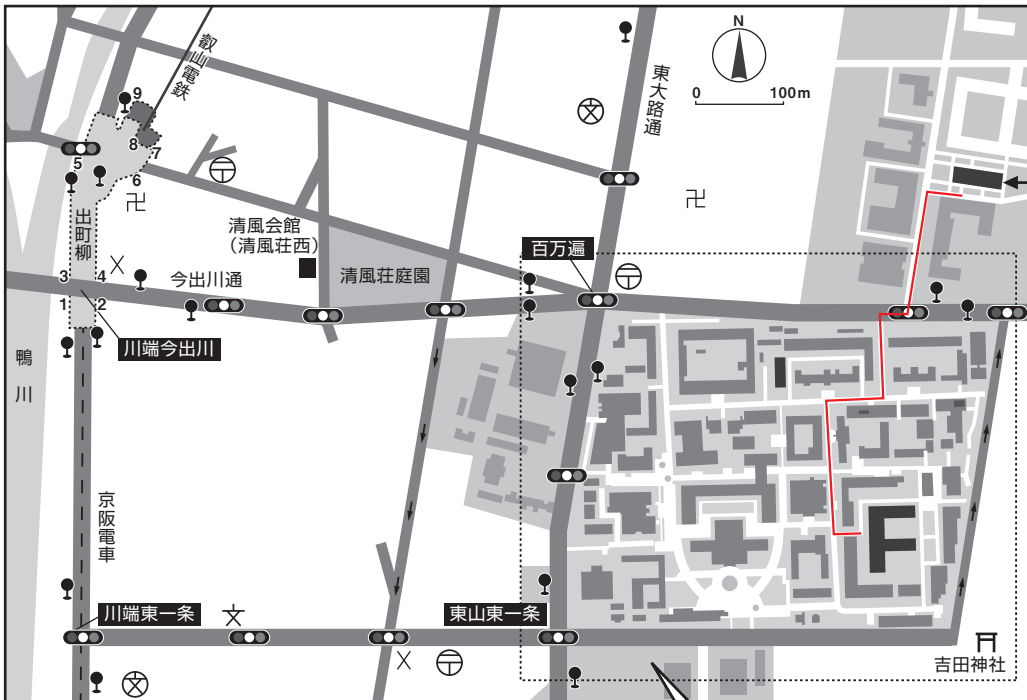 叡山電鉄
9
8
7
5
6
出町柳
3
4
1
2
鴨川
京阪電車
今出川通
川端今出川
清風会館
(清風荘西)
清風荘庭園
東大路通
N
0
100m
百万遍
川端東一条
東山東一条
F
吉田神社